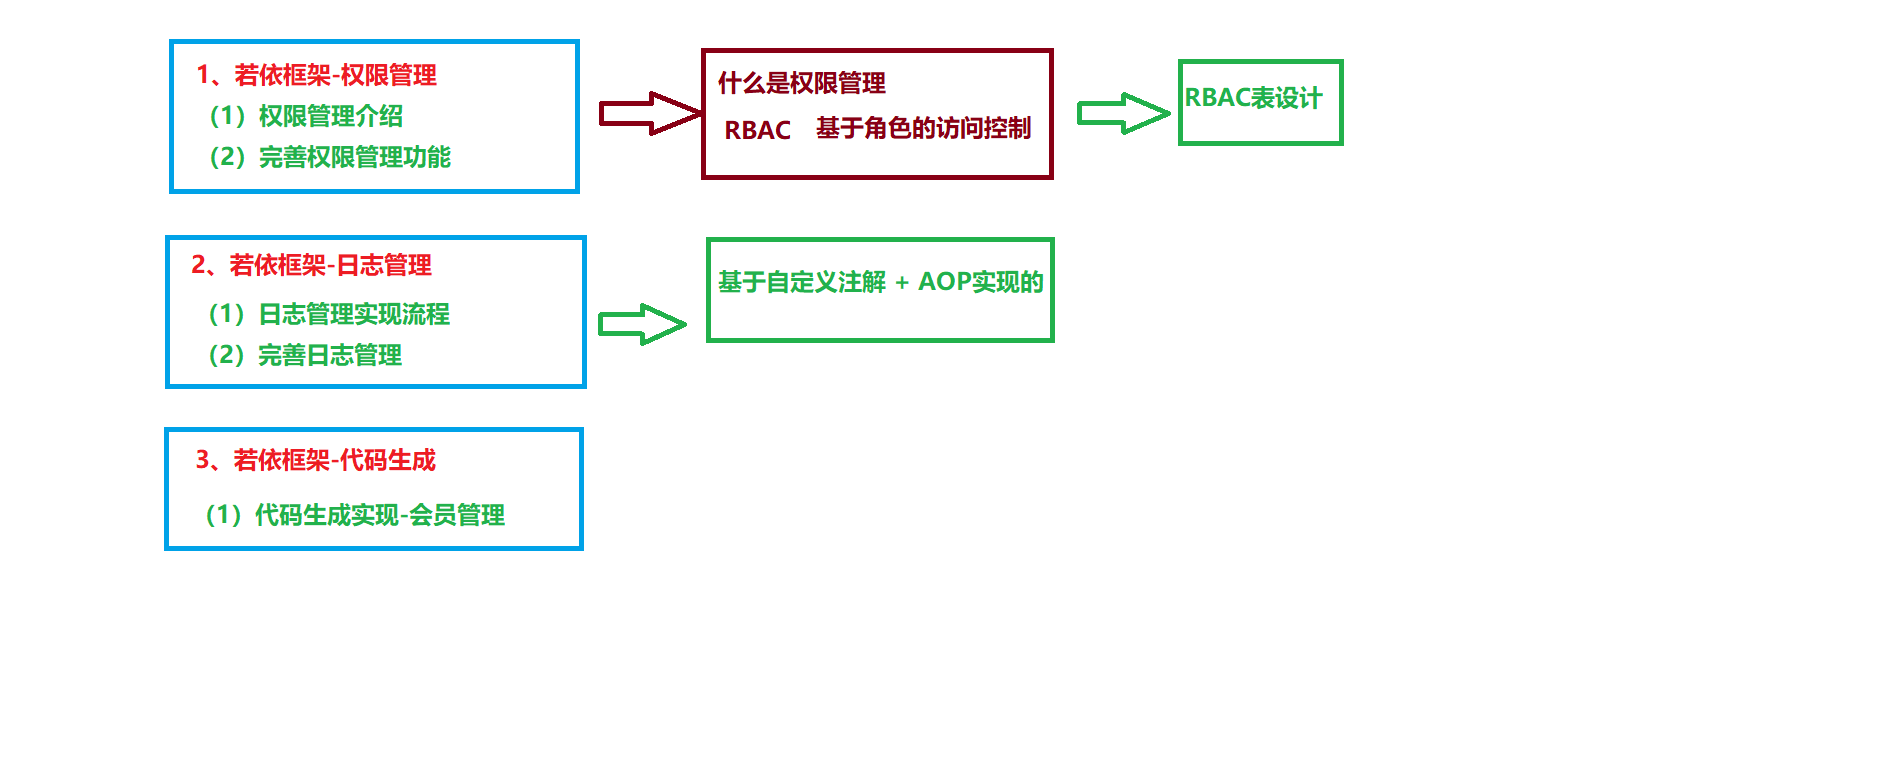 1、若依框架-权限管理
（1）权限管理介绍
（2）完善权限管理功能
什么是权限管理
RBAC 基于角色的访问控制
RBAC表设计
2、若依框架-日志管理
（1）日志管理实现流程
（2）完善日志管理
基于自定义注解 + AOP实现的
3、若依框架-代码生成
（1）代码生成实现-会员管理